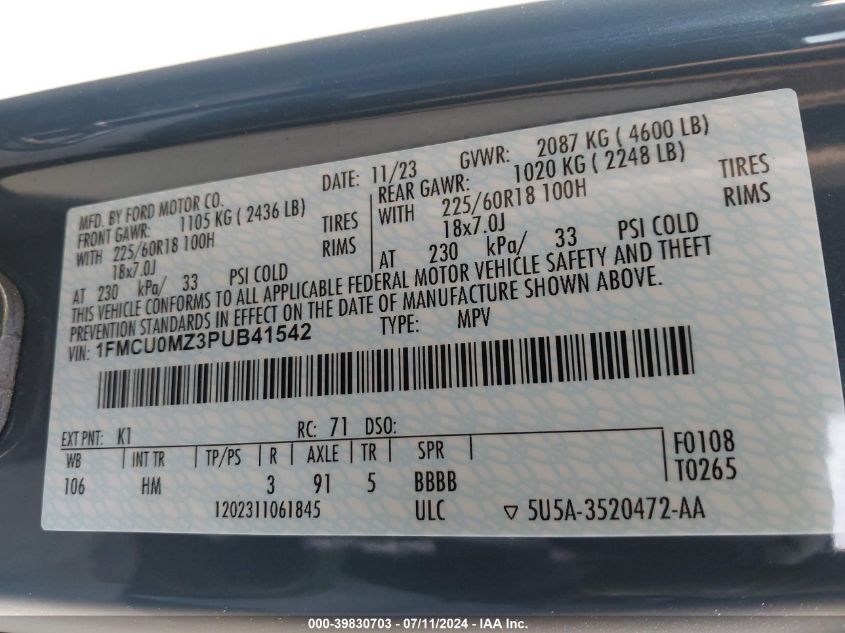 MFD. BY FORD MOTOR CO. DATE: 11/23 GVWR: 2087 KG ( 4600 LB)
FRONT GAWR: 1105 KG ( 2436 LB) REAR GAWR: 1020 KG ( 2248 LB)
WITH 225/60R18 100H TIRES WITH 225/60R18 100H TIRES
18x7.0J RIMS 18x7.0J RIMS
AT 230 kPa/ 33 PSI COLD AT 230 kPa/ 33 PSI COLD
THIS VEHICLE CONFORMS TO ALL APPLICABLE FEDERAL MOTOR VEHICLE SAFETY AND THEFT
PREVENTION STANDARDS IN EFFECT ON THE DATE OF MANUFACTURE SHOWN ABOVE.
VIN: 1FMCU0MZ3PUB41542 TYPE: MPV
EXT PNT: K1 RC: 71 DSO:
WB INT TR TP/PS R AXLE TR SPR F0108
106 HM 3 91 5 BBBB T0265
1202311061845 ULC ▽ 5U5A-3520472-AA
000-39830703 - 07/11/2024 - IAA Inc.